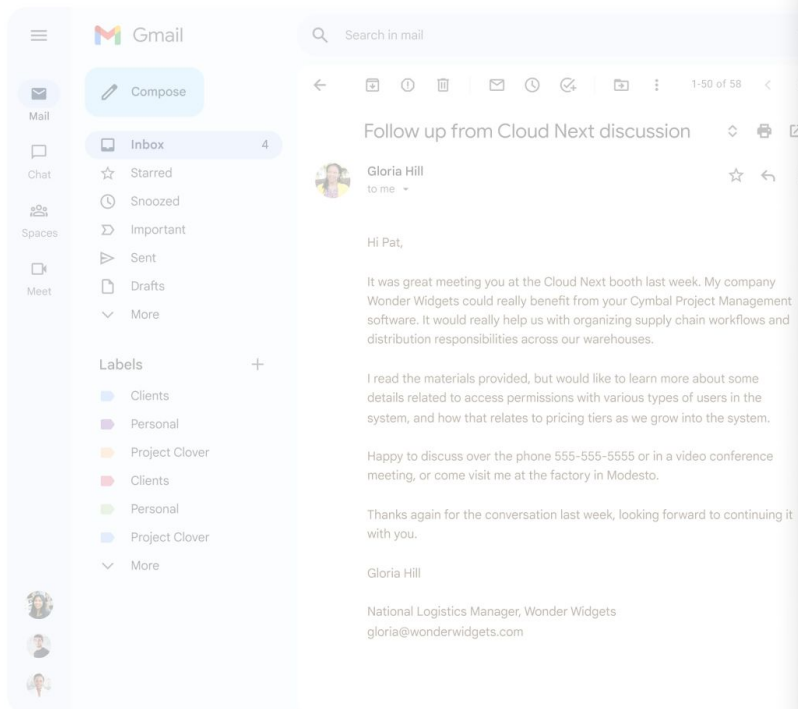 Gmail
Search in mail
Compose
1-50 of 58
Mail
Inbox 4
Starred
Snoozed
Important
Sent
Drafts
More
Chat
Spaces
Meet
Labels
Clients
Personal
Project Clover
Clients
Personal
Project Clover
More
Follow up from Cloud Next discussion
Gloria Hill
to me
Hi Pat,
It was great meeting you at the Cloud Next booth last week. My company
Wonder Widgets could really benefit from your Cymbal Project Management
software. It would really help us with organizing supply chain workflows and
distribution responsibilities across our warehouses.
I read the materials provided, but would like to learn more about some
details related to access permissions with various types of users in the
system, and how that relates to pricing tiers as we grow into the system.
Happy to discuss over the phone 555-555-5555 or in a video conference
meeting, or come visit me at the factory in Modesto.
Thanks again for the conversation last week, looking forward to continuing it
with you.
Gloria Hill
National Logistics Manager, Wonder Widgets
gloria@wonderwidgets.com